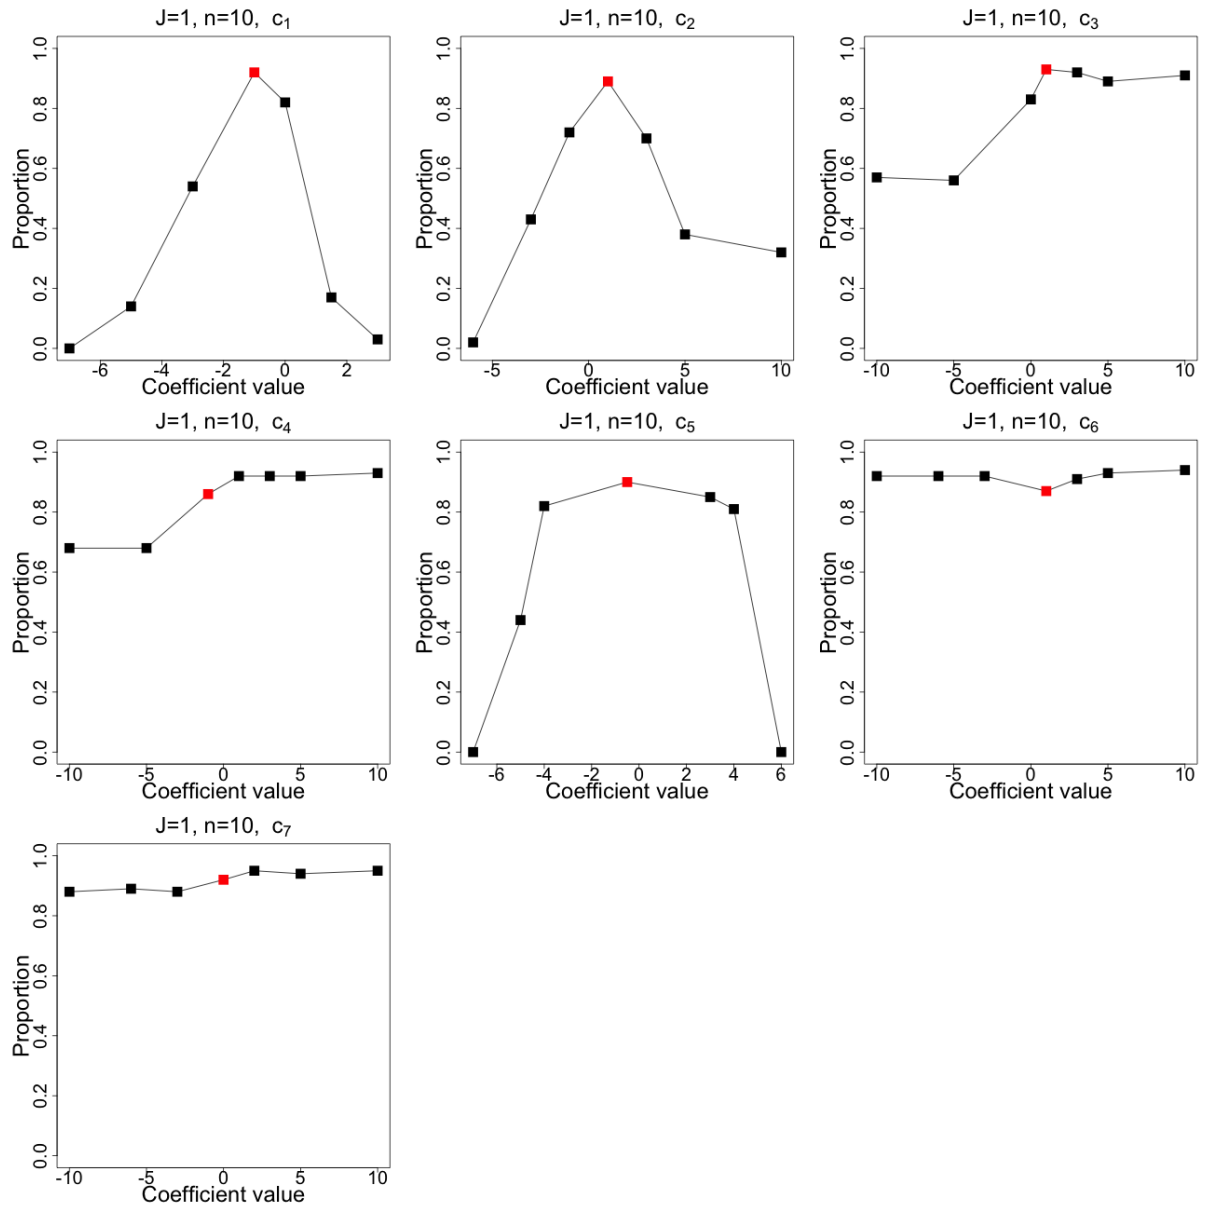 J=1, n=10, c₁
Proportion
0.0 0.2 0.4 0.6 0.8 1.0
-6 -4 -2 0 2
Coefficient value
J=1, n=10, c₂
Proportion
0.0 0.2 0.4 0.6 0.8 1.0
-5 0 5 10
Coefficient value
J=1, n=10, c₃
Proportion
0.0 0.2 0.4 0.6 0.8 1.0
-10 -5 0 5 10
Coefficient value
J=1, n=10, c₄
Proportion
0.0 0.2 0.4 0.6 0.8 1.0
-10 -5 0 5 10
Coefficient value
J=1, n=10, c₅
Proportion
0.0 0.2 0.4 0.6 0.8 1.0
-6 -4 -2 0 2 4 6
Coefficient value
J=1, n=10, c₆
Proportion
0.0 0.2 0.4 0.6 0.8 1.0
-10 -5 0 5 10
Coefficient value
J=1, n=10, c₇
Proportion
0.0 0.2 0.4 0.6 0.8 1.0
-10 -5 0 5 10
Coefficient value